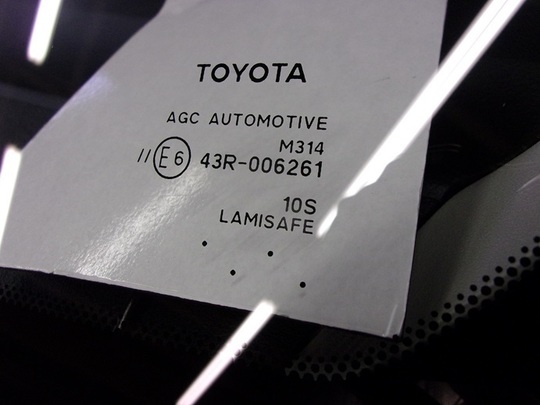 TOYOTA
AGC AUTOMOTIVE
M314
//E6 43R-006261
10S
LAMISAFE